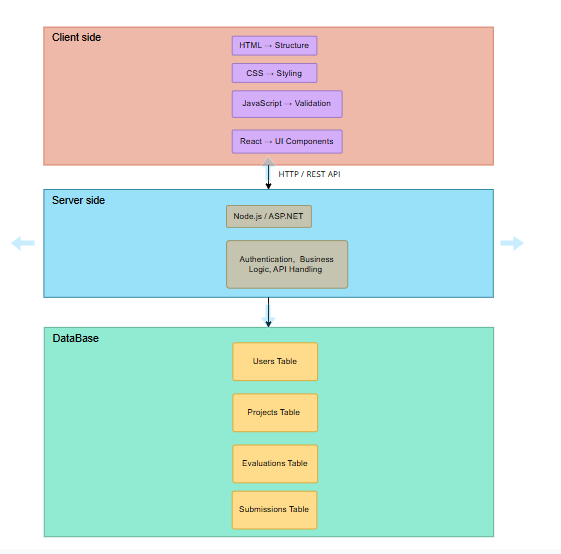 Client side
HTML → Structure
CSS → Styling
JavaScript → Validation
React → UI Components
HTTP / REST API
Server side
Node.js / ASP.NET
Authentication, Business
Logic, API Handling
DataBase
Users Table
Projects Table
Evaluations Table
Submissions Table